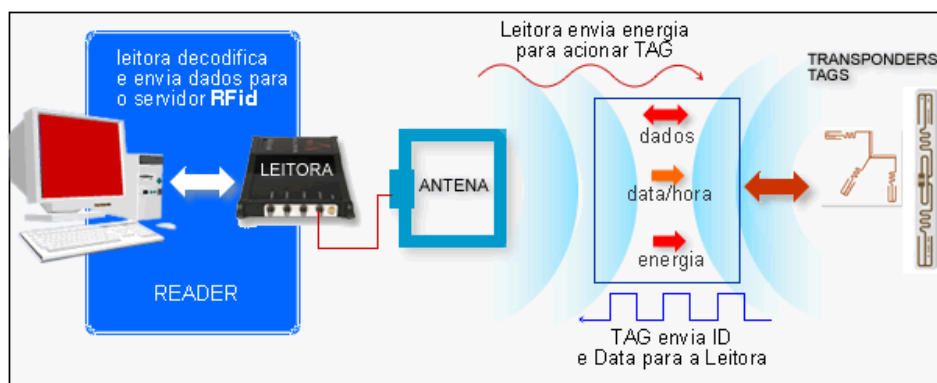 leitora decodifica
e envia dados para
o servidor RFid
LEITORA
READER
ANTENA
Leitora envia energia
para acionar TAG
dados
data/hora
energia
TAG envia ID
e Data para a Leitora
TRANSPONDERS
TAGS